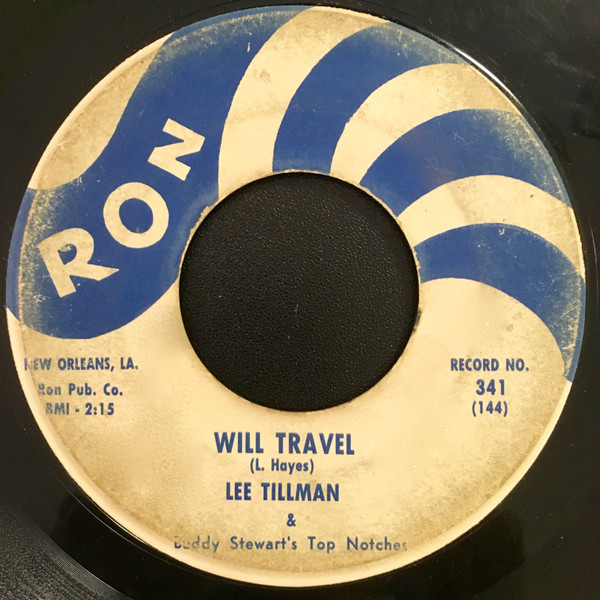 RON
NEW ORLEANS, LA.
Ron Pub. Co.
BMI - 2:15
RECORD NO.
341
(144)
WILL TRAVEL
(L. Hayes)
LEE TILLMAN
&
Buddy Stewart's Top Notches